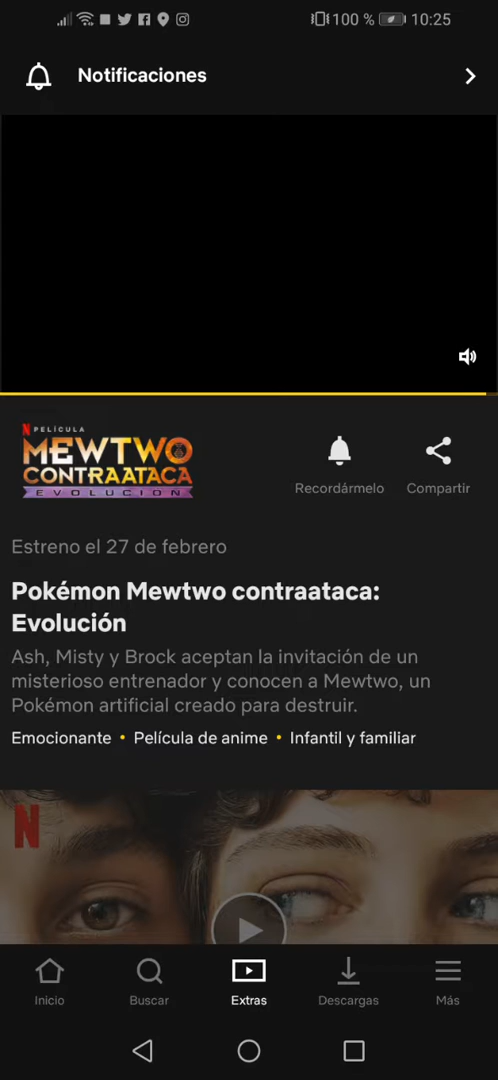 100 % 10:25
Notificaciones
N PELÍCULA
MEWTWO
CONTRAATACA
EVOLUCIÓN
Recordármelo
Compartir
Estreno el 27 de febrero
Pokémon Mewtwo contraataca:
Evolución
Ash, Misty y Brock aceptan la invitación de un
misterioso entrenador y conocen a Mewtwo, un
Pokémon artificial creado para destruir.
Emocionante • Película de anime • Infantil y familiar
N
Inicio
Buscar
Extras
Descargas
Más